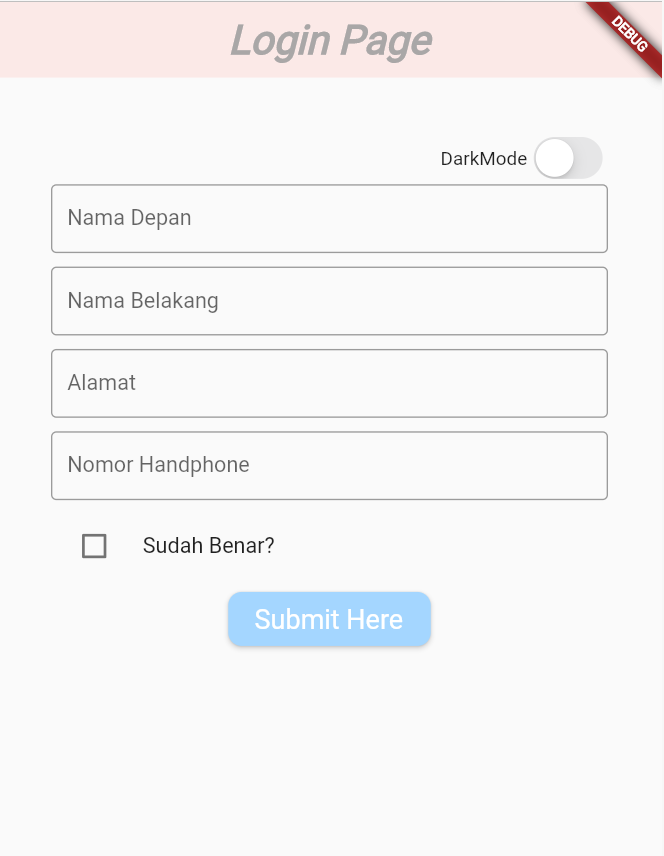 Login Page
DEBUG
DarkMode
Nama Depan
Nama Belakang
Alamat
Nomor Handphone
Sudah Benar?
Submit Here